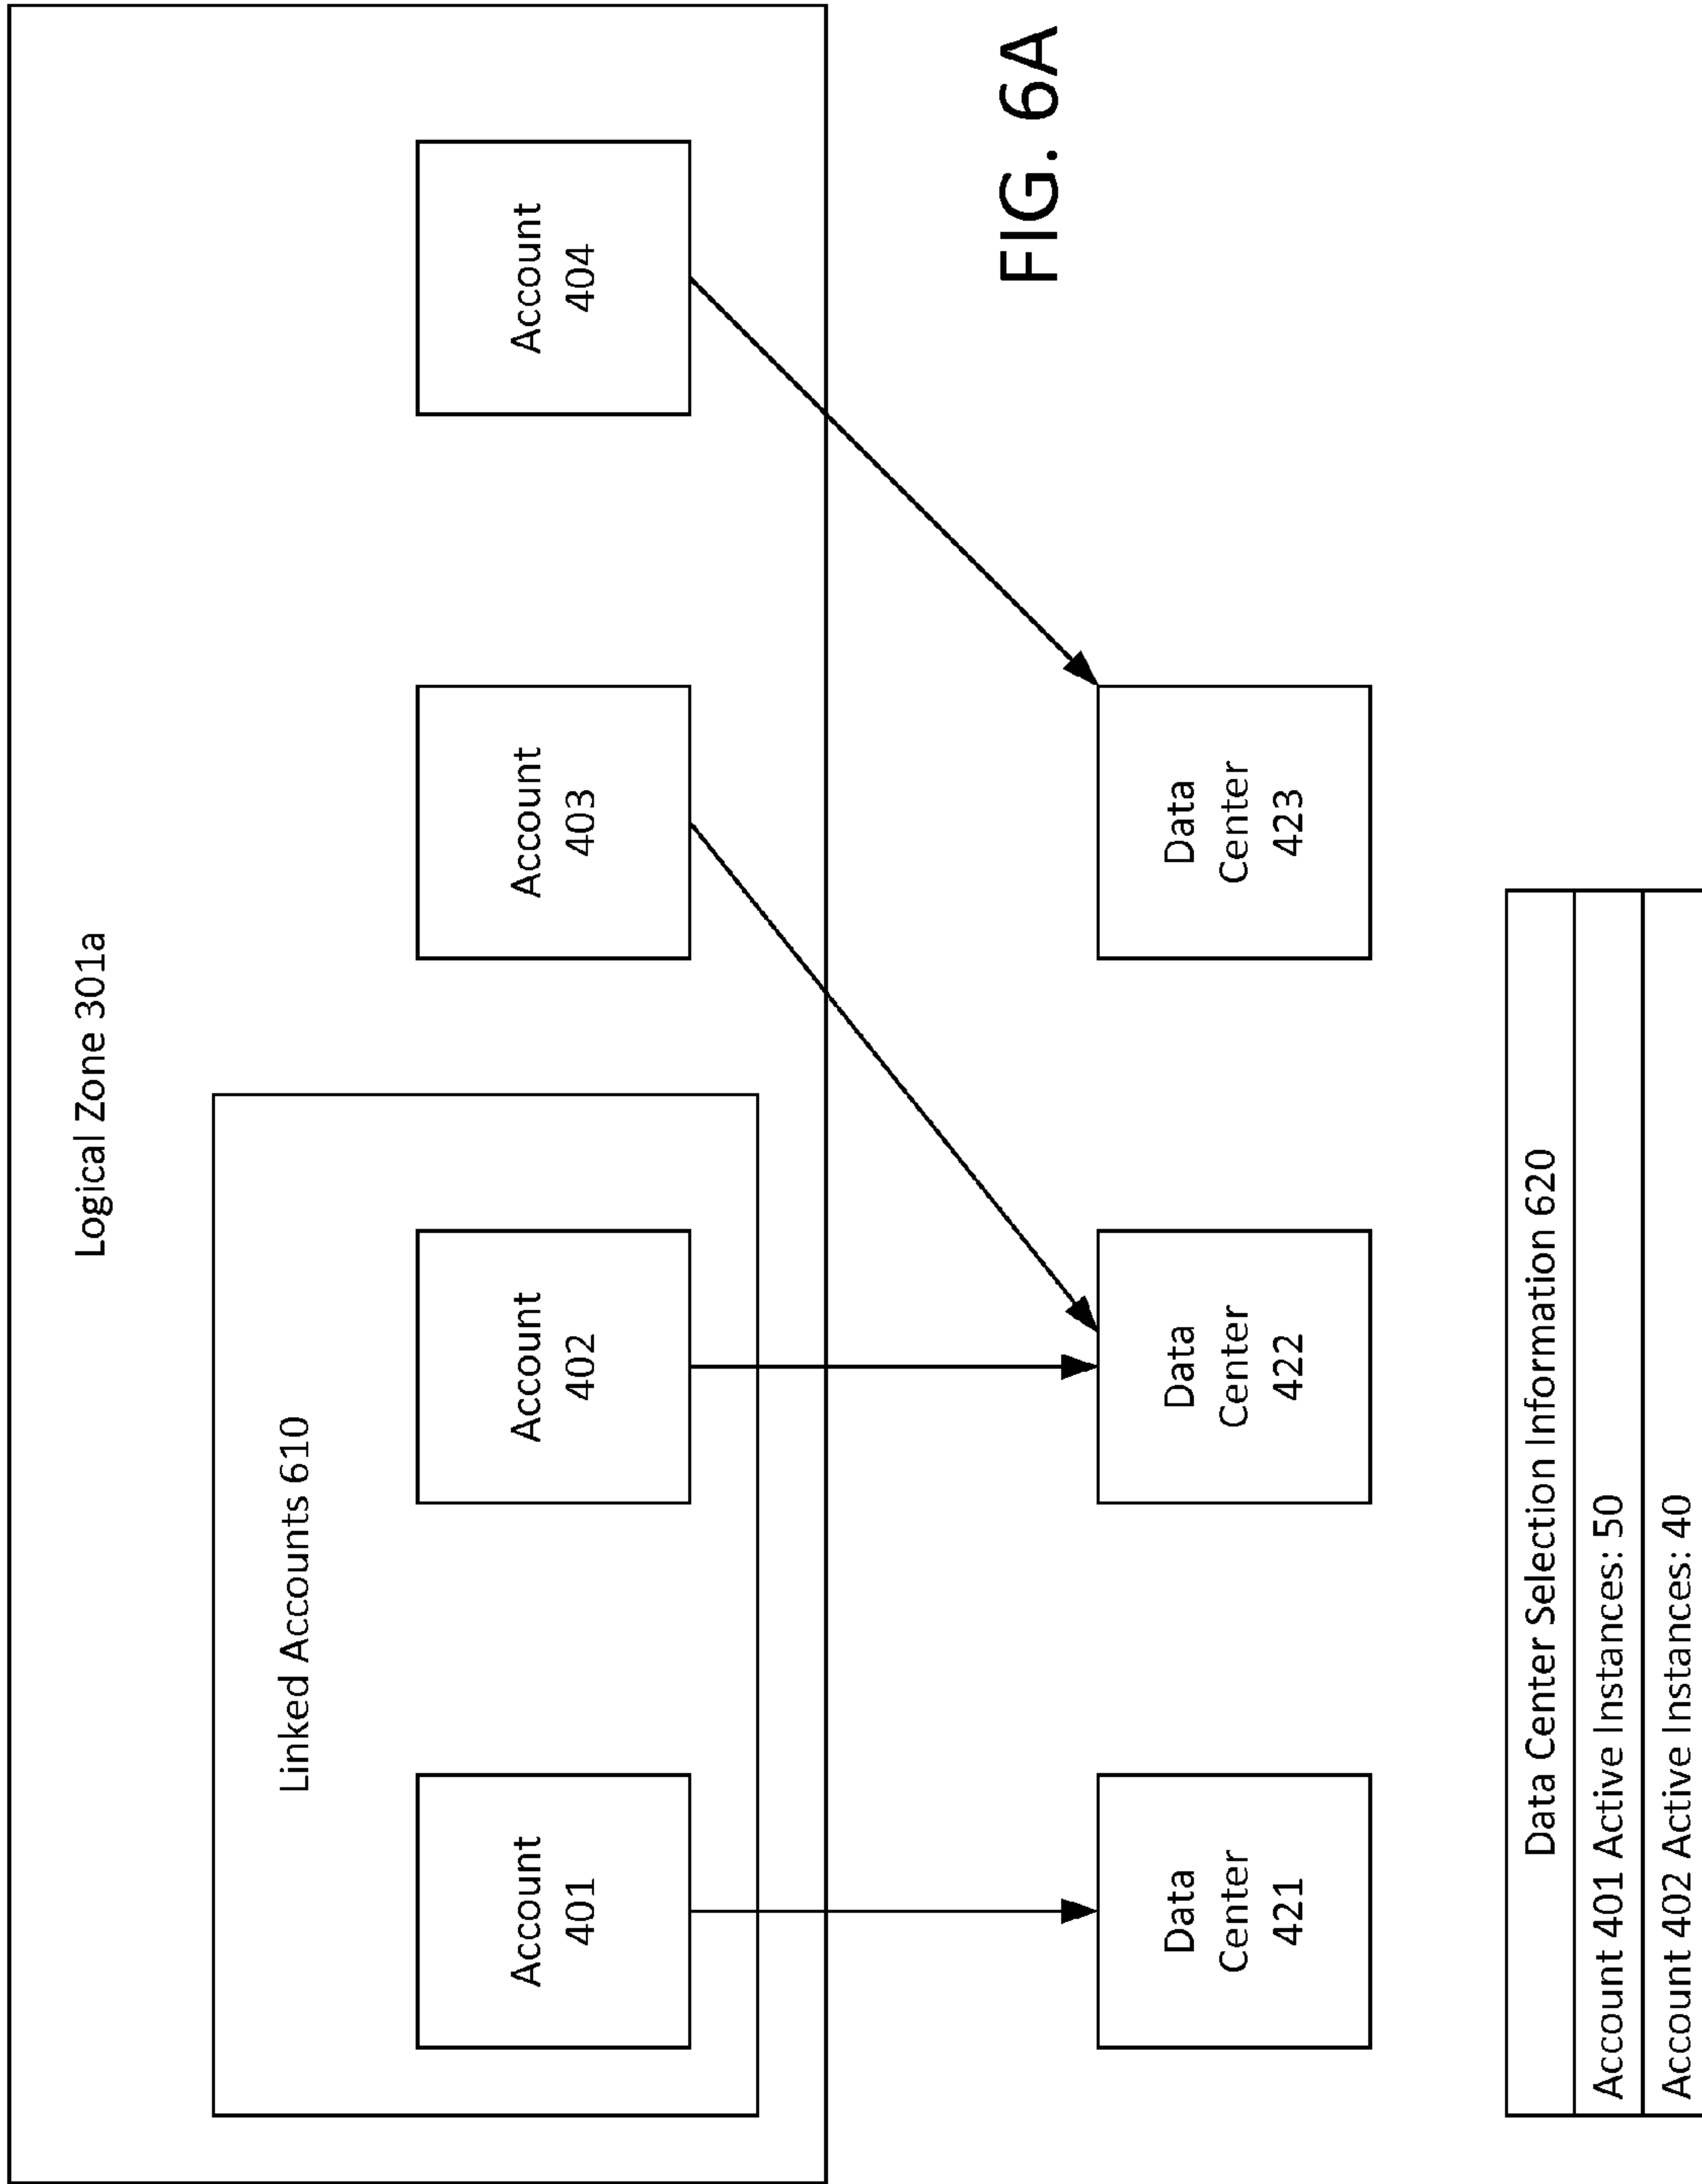 Logical Zone 301a
Linked Accounts 610
Account
401
Account
402
Account
403
Account
404
Data
Center
421
Data
Center
422
Data
Center
423
FIG. 6A
Data Center Selection Information 620
Account 401 Active Instances: 50
Account 402 Active Instances: 40